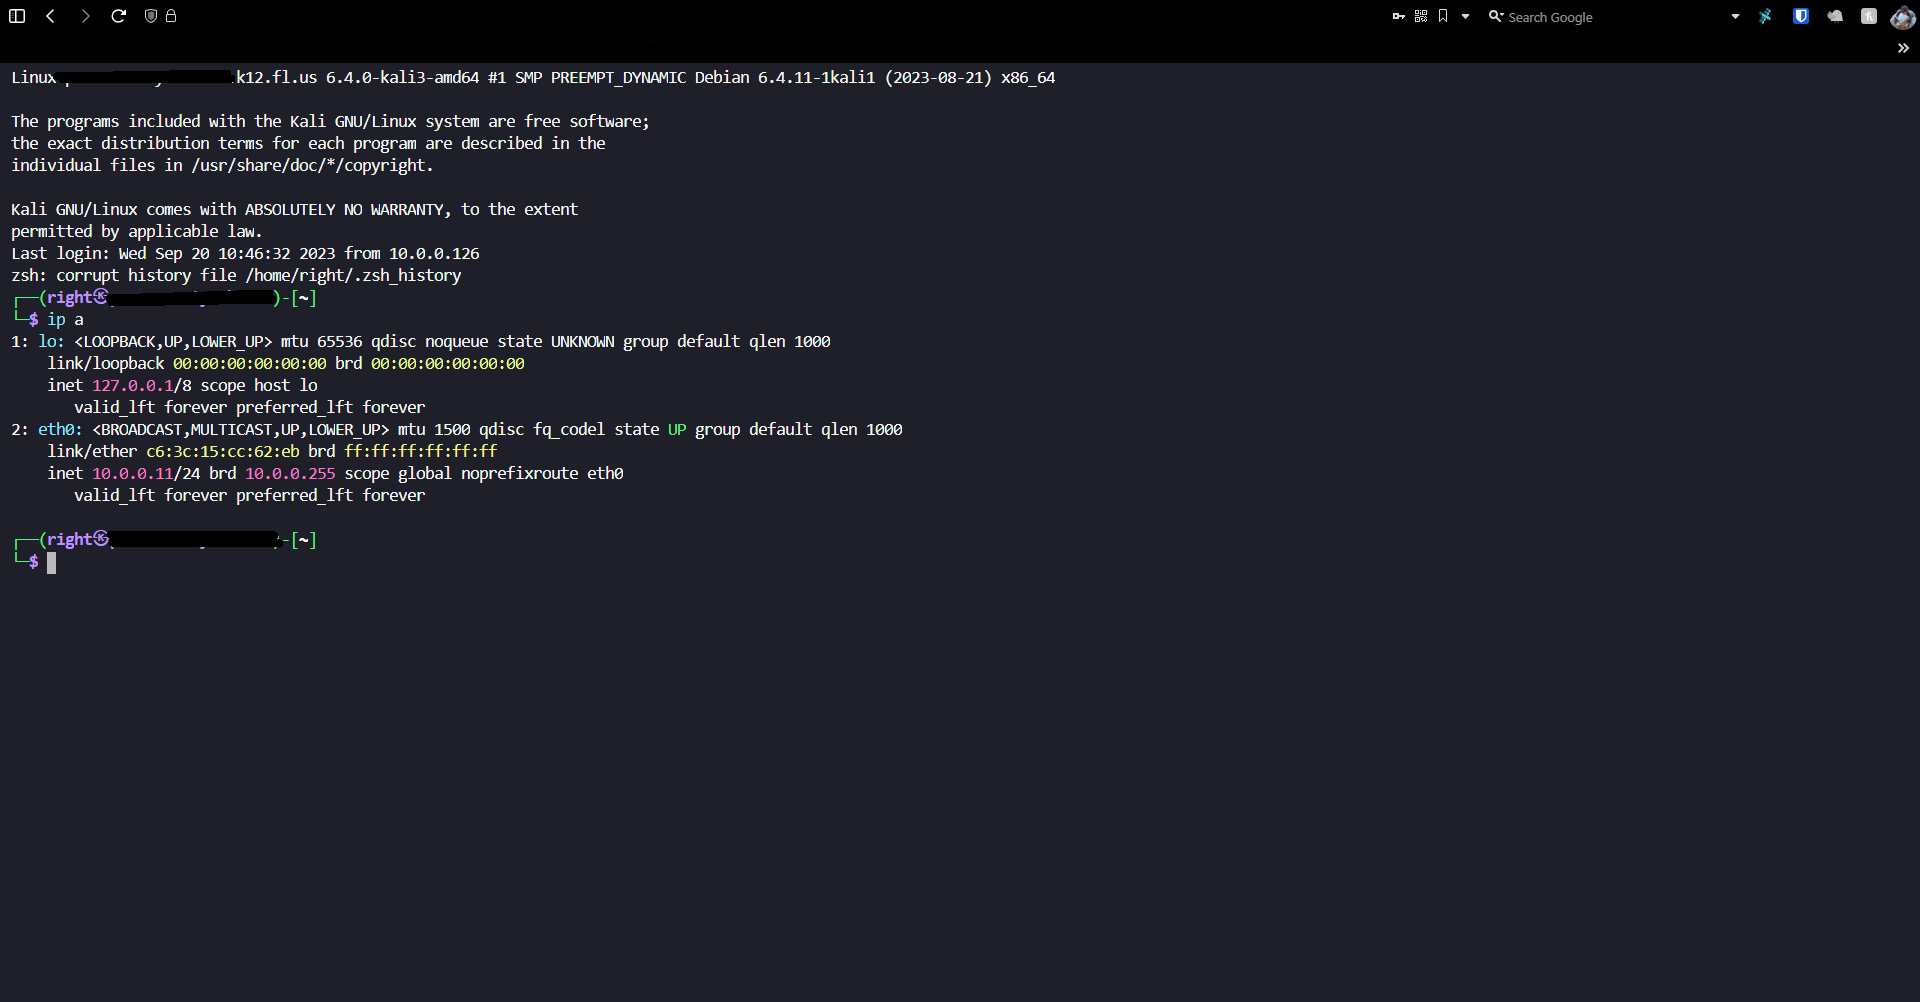 Search Google
Linux k12.fl.us 6.4.0-kali3-amd64 #1 SMP PREEMPT_DYNAMIC Debian 6.4.11-1kali1 (2023-08-21) x86_64
The programs included with the Kali GNU/Linux system are free software;
the exact distribution terms for each program are described in the
individual files in /usr/share/doc/*/copyright.
Kali GNU/Linux comes with ABSOLUTELY NO WARRANTY, to the extent
permitted by applicable law.
Last login: Wed Sep 20 10:46:32 2023 from 10.0.0.126
zsh: corrupt history file /home/right/.zsh_history
┌──(right㉿)-[~]
└─$ ip a
1: lo: <LOOPBACK,UP,LOWER_UP> mtu 65536 qdisc noqueue state UNKNOWN group default qlen 1000
    link/loopback 00:00:00:00:00:00 brd 00:00:00:00:00:00
    inet 127.0.0.1/8 scope host lo
       valid_lft forever preferred_lft forever
2: eth0: <BROADCAST,MULTICAST,UP,LOWER_UP> mtu 1500 qdisc fq_codel state UP group default qlen 1000
    link/ether c6:3c:15:cc:62:eb brd ff:ff:ff:ff:ff:ff
    inet 10.0.0.11/24 brd 10.0.0.255 scope global noprefixroute eth0
       valid_lft forever preferred_lft forever
┌──(right㉿)-[~]
└─$